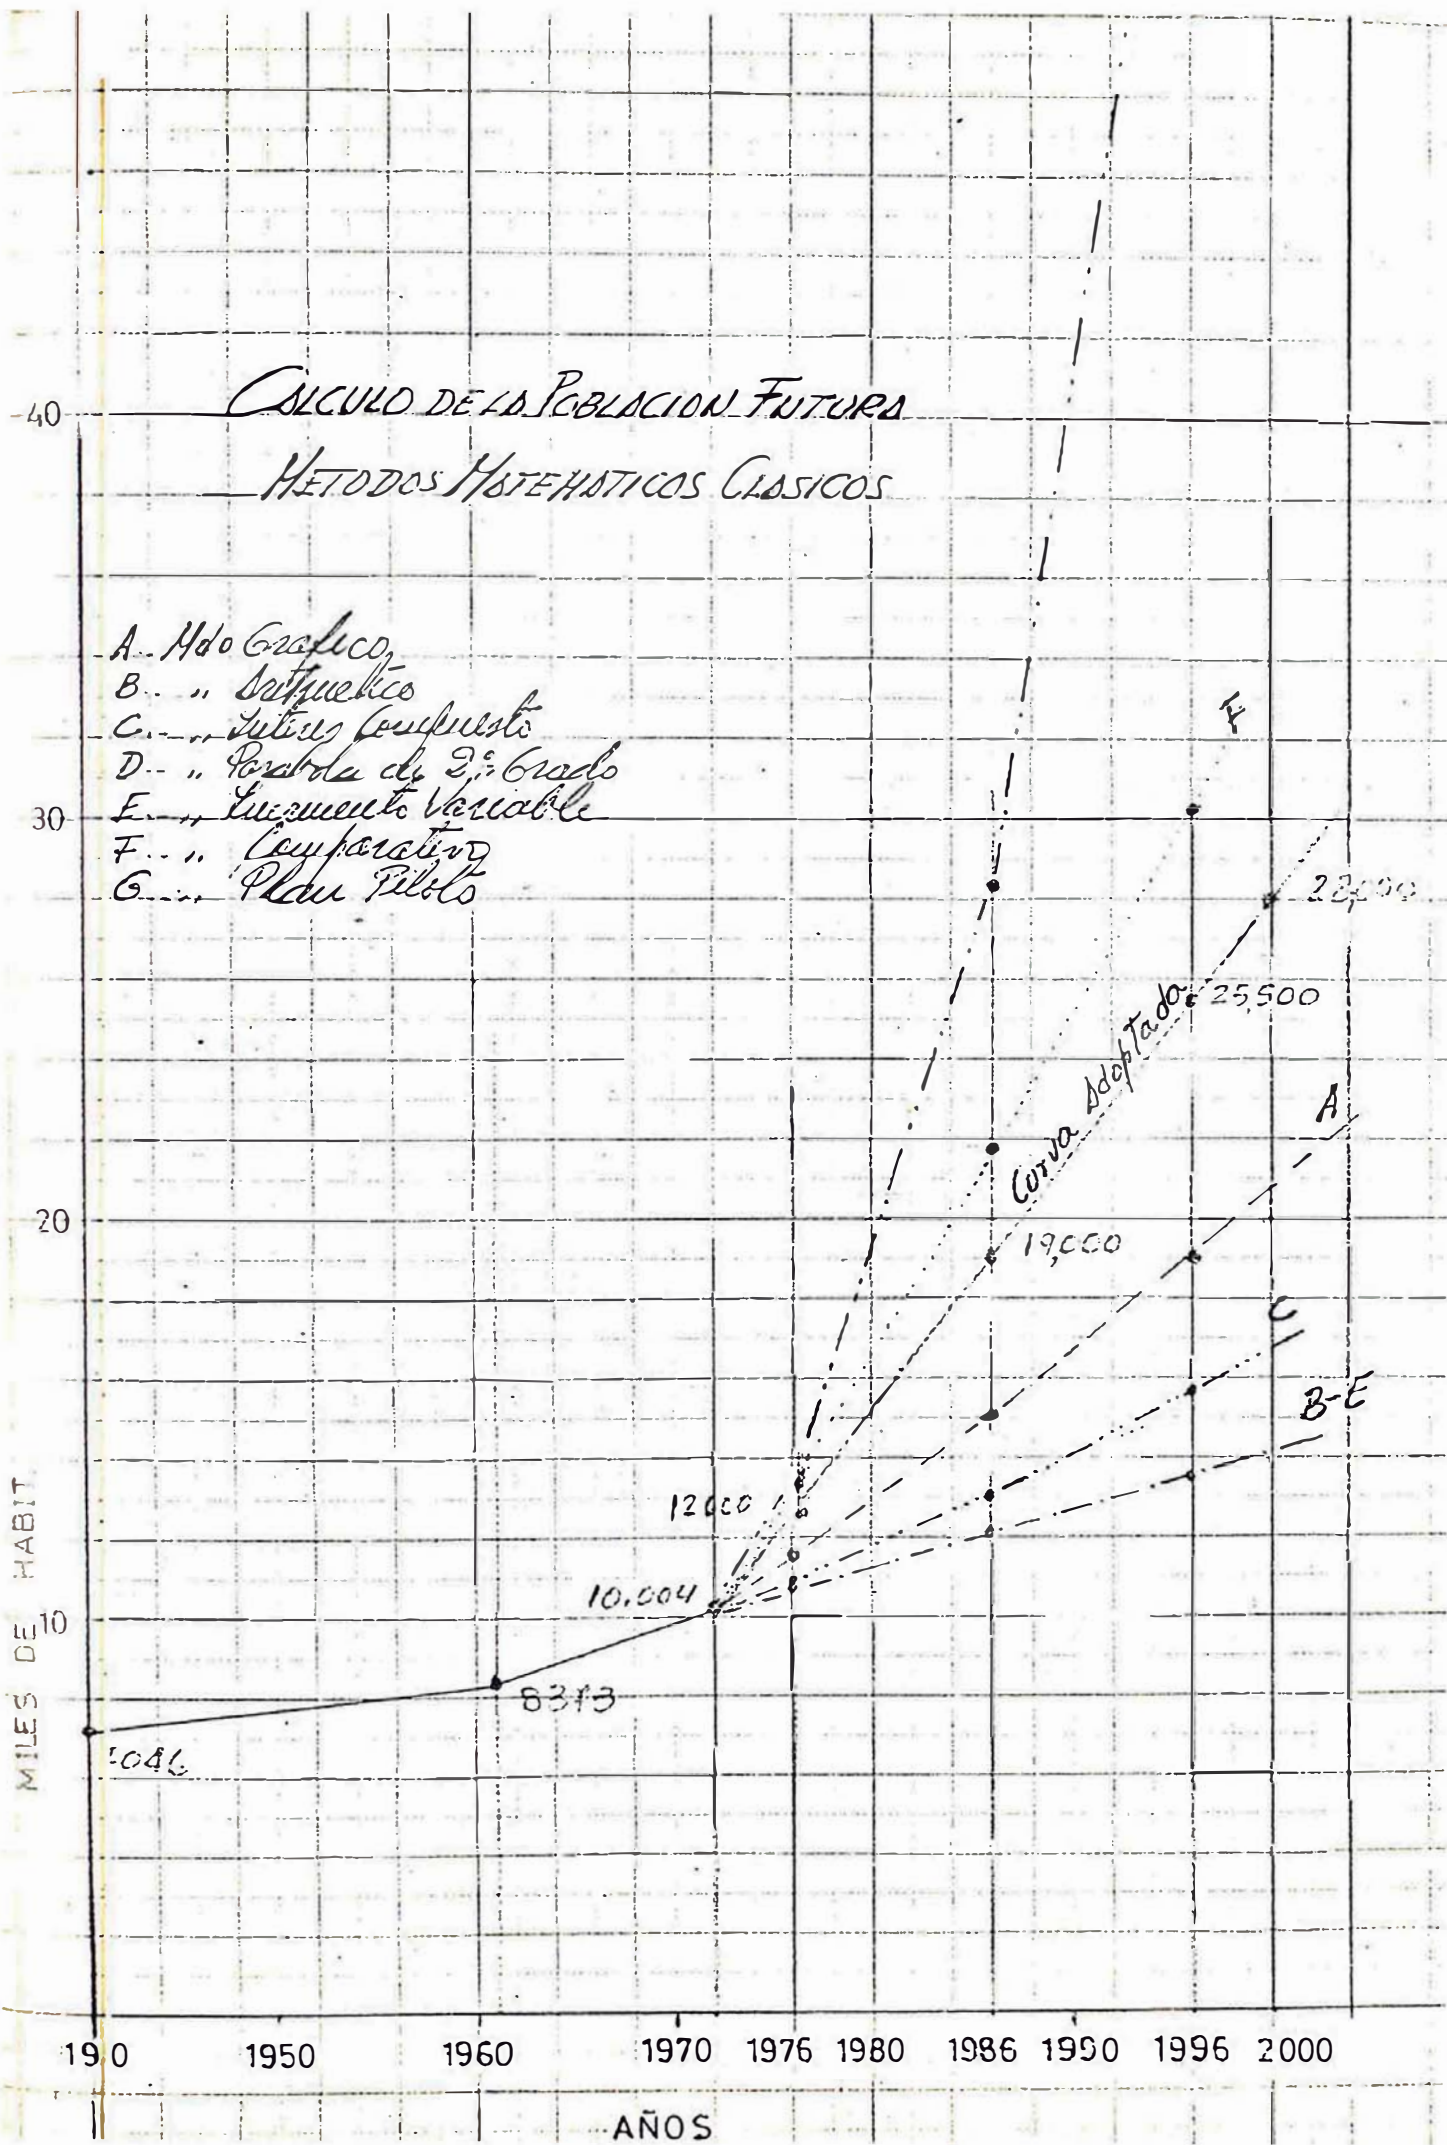 CALCULO DE LA POBLACION FUTURA
METODOS MATEMATICOS CLASICOS
A.. Mdo Grafico
B.. " Aritmetico
C.... " Interes Compuesto
D.. " Parabola de 2º Grado
E.... " Incremento Variable
F... " Comparativo
G.... " Plan Piloto
40
30
20
10
MILES DE HABIT.
F
28,000
25,500
Curva Adoptada
A
19,000
C
B-E
12000
10.004
8373
1950
1960
1970
1976
1980
1986
1990
1996
2000
AÑOS